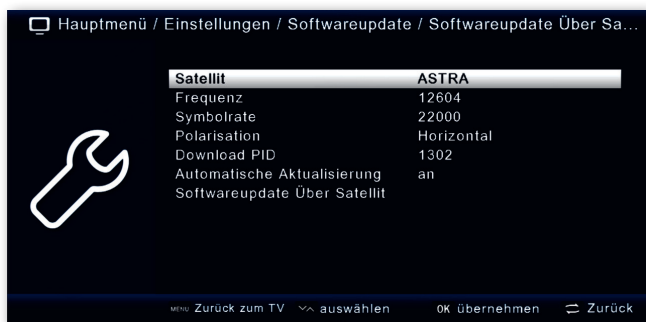 Hauptmenü / Einstellungen / Softwareupdate / Softwareupdate Über Sa...
Satellit ASTRA
Frequenz 12604
Symbolrate 22000
Polarisation Horizontal
Download PID 1302
Automatische Aktualisierung an
Softwareupdate Über Satellit
MENU Zurück zum TV auswählen OK übernehmen Zurück